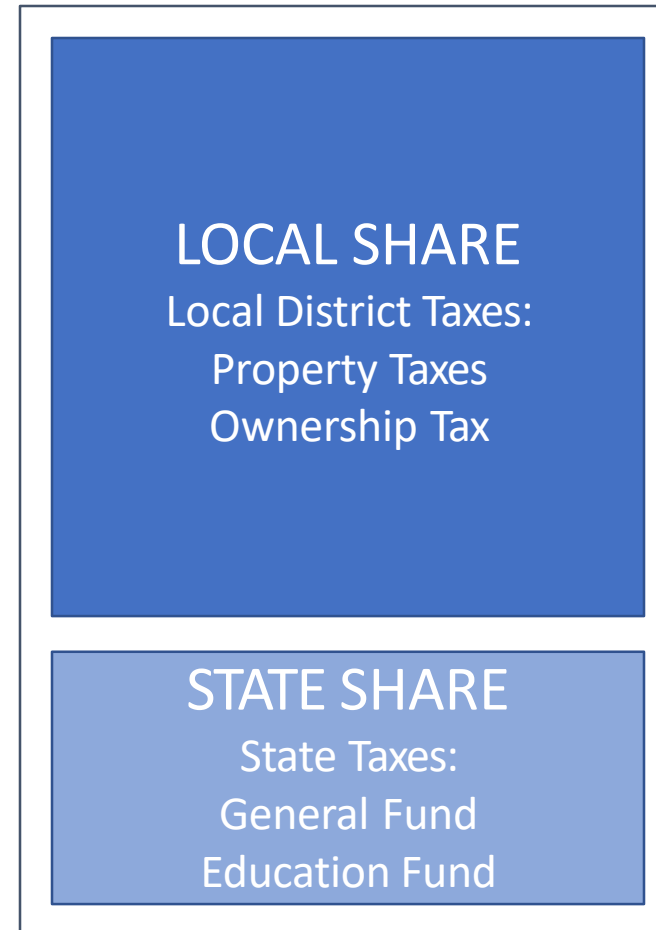 LOCAL SHARE
Local District Taxes:
Property Taxes
Ownership Tax
STATE SHARE
State Taxes:
General Fund
Education Fund